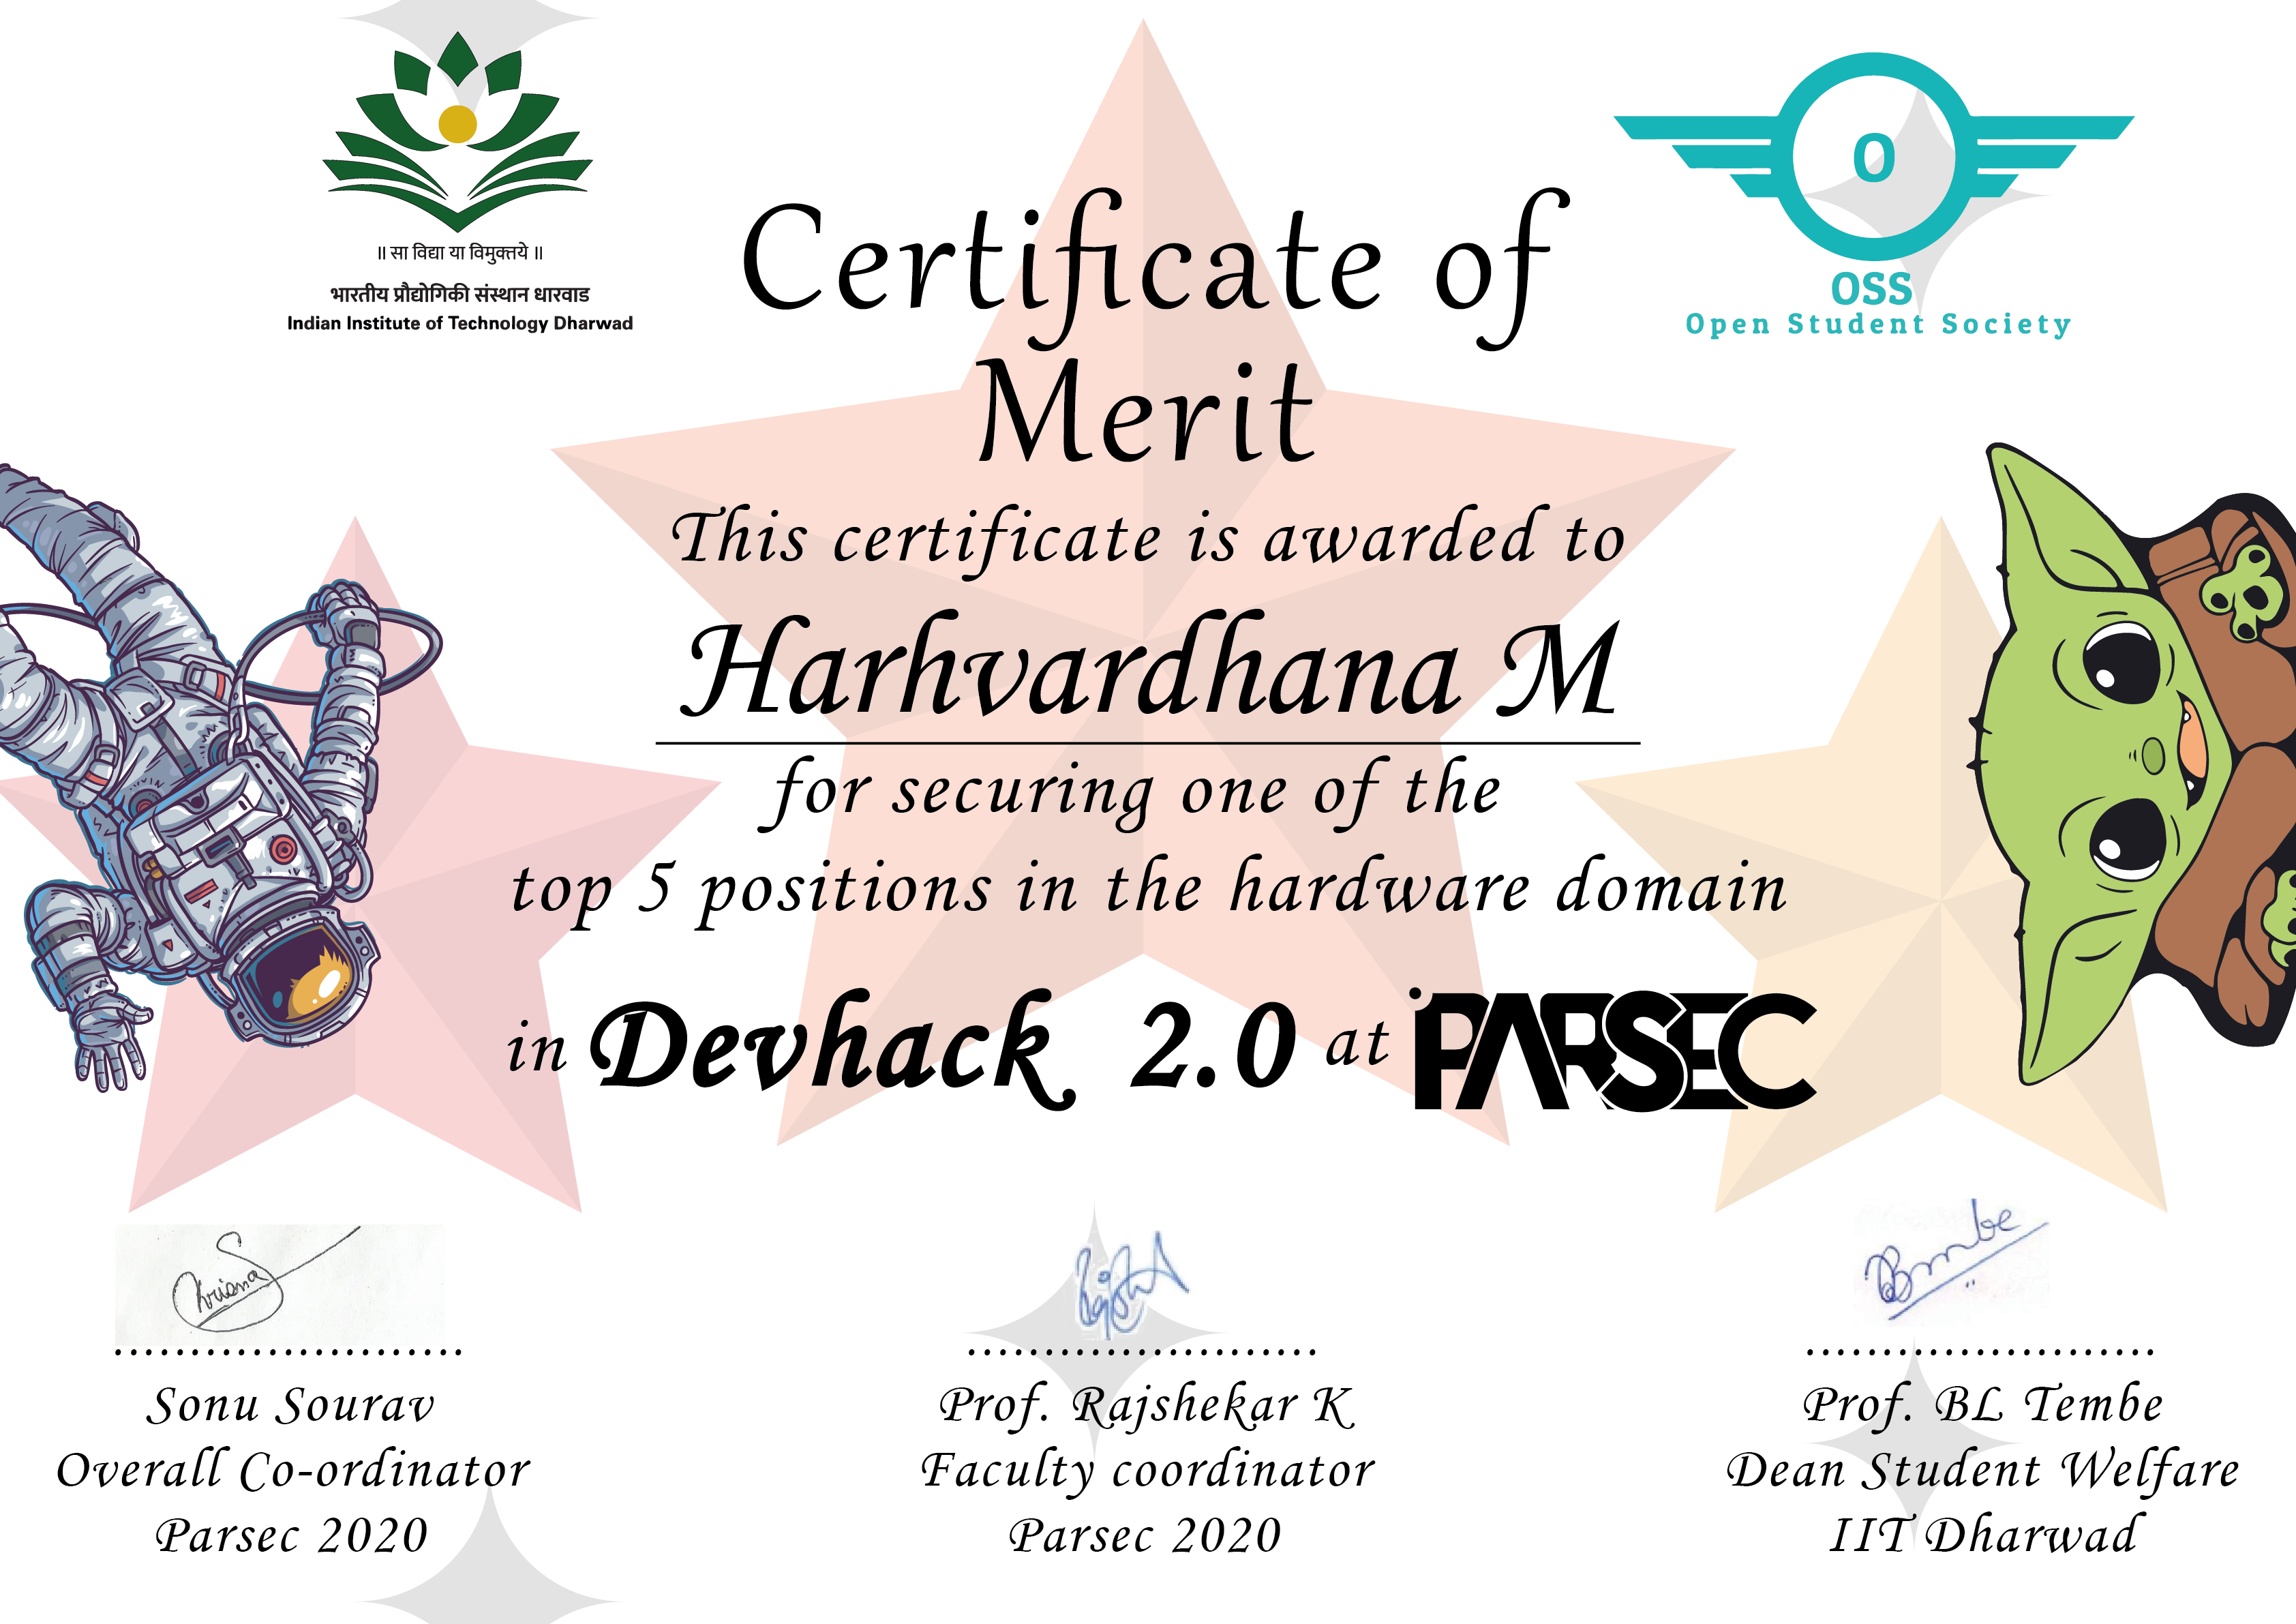 ॥ सा विद्या या विमुक्तये ॥
भारतीय प्रौद्योगिकी संस्थान धारवाड
Indian Institute of Technology Dharwad
O
OSS
Open Student Society
Certificate of
Merit
This certificate is awarded to
Harhvardhana M
for securing one of the
top 5 positions in the hardware domain
in Devhack 2.0 at PARSEC
Sonu Sourav
Overall Co-ordinator
Parsec 2020
Prof. Rajshekar K
Faculty coordinator
Parsec 2020
Prof. BL Tembe
Dean Student Welfare
IIT Dharwad